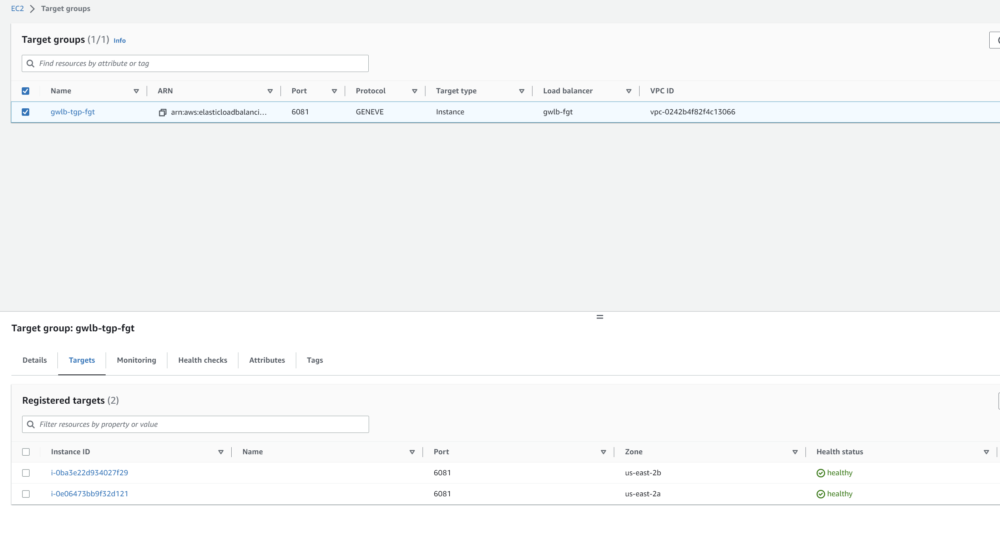 EC2 > Target groups
Target groups (1/1) Info
Find resources by attribute or tag
Name ARN Port Protocol Target type Load balancer VPC ID
gwlb-tgp-fgt arn:aws:elasticloadbalanci... 6081 GENEVE Instance gwlb-fgt vpc-0242b4f82f4c13066
Target group: gwlb-tgp-fgt
Details Targets Monitoring Health checks Attributes Tags
Registered targets (2)
Filter resources by property or value
Instance ID Name Port Zone Health status
i-0ba3e22d934027f29 6081 us-east-2b healthy
i-0e06473bb9f32d121 6081 us-east-2a healthy